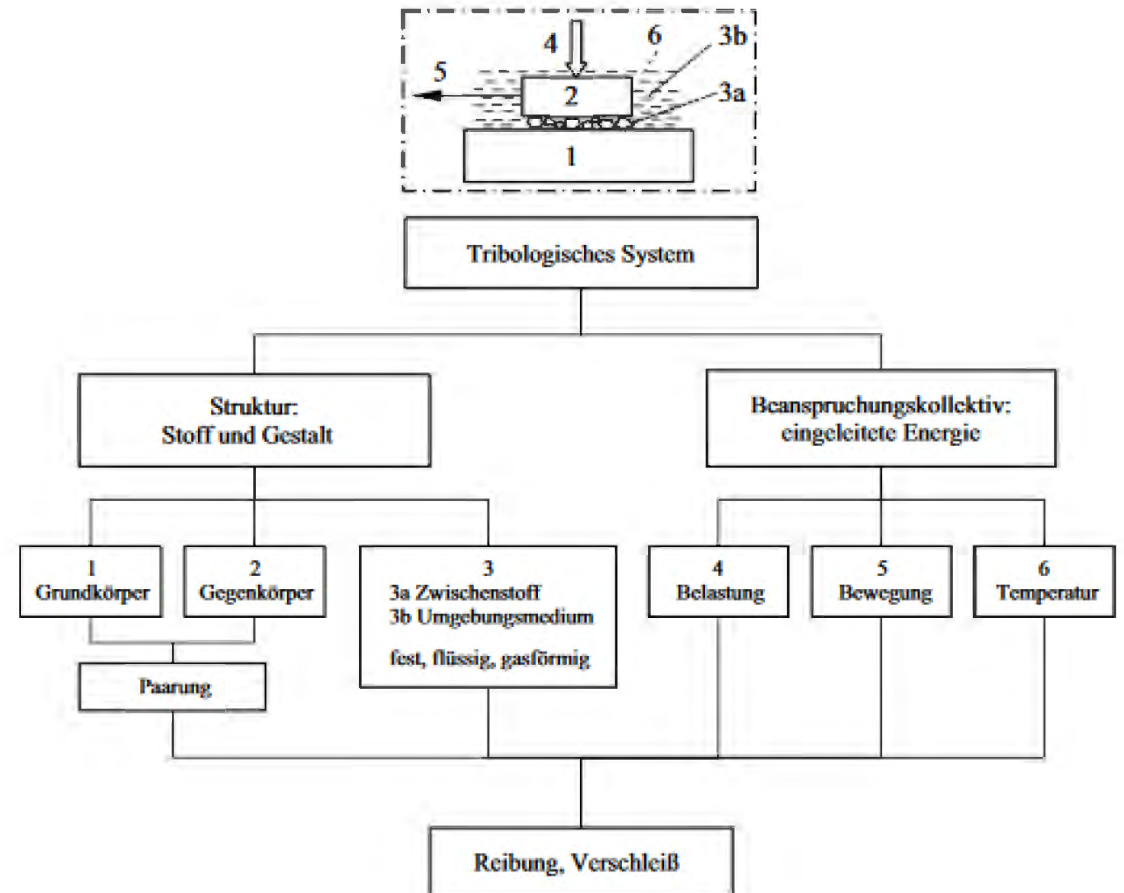 4
6
3b
5
2
3a
1
Tribologisches System
Struktur:
Stoff und Gestalt
Beanspruchungskollektiv:
eingeleitete Energie
1
Grundkörper
2
Gegenkörper
3
3a Zwischenstoff
3b Umgebungsmedium
fest, flüssig, gasförmig
4
Belastung
5
Bewegung
6
Temperatur
Paarung
Reibung, Verschleiß